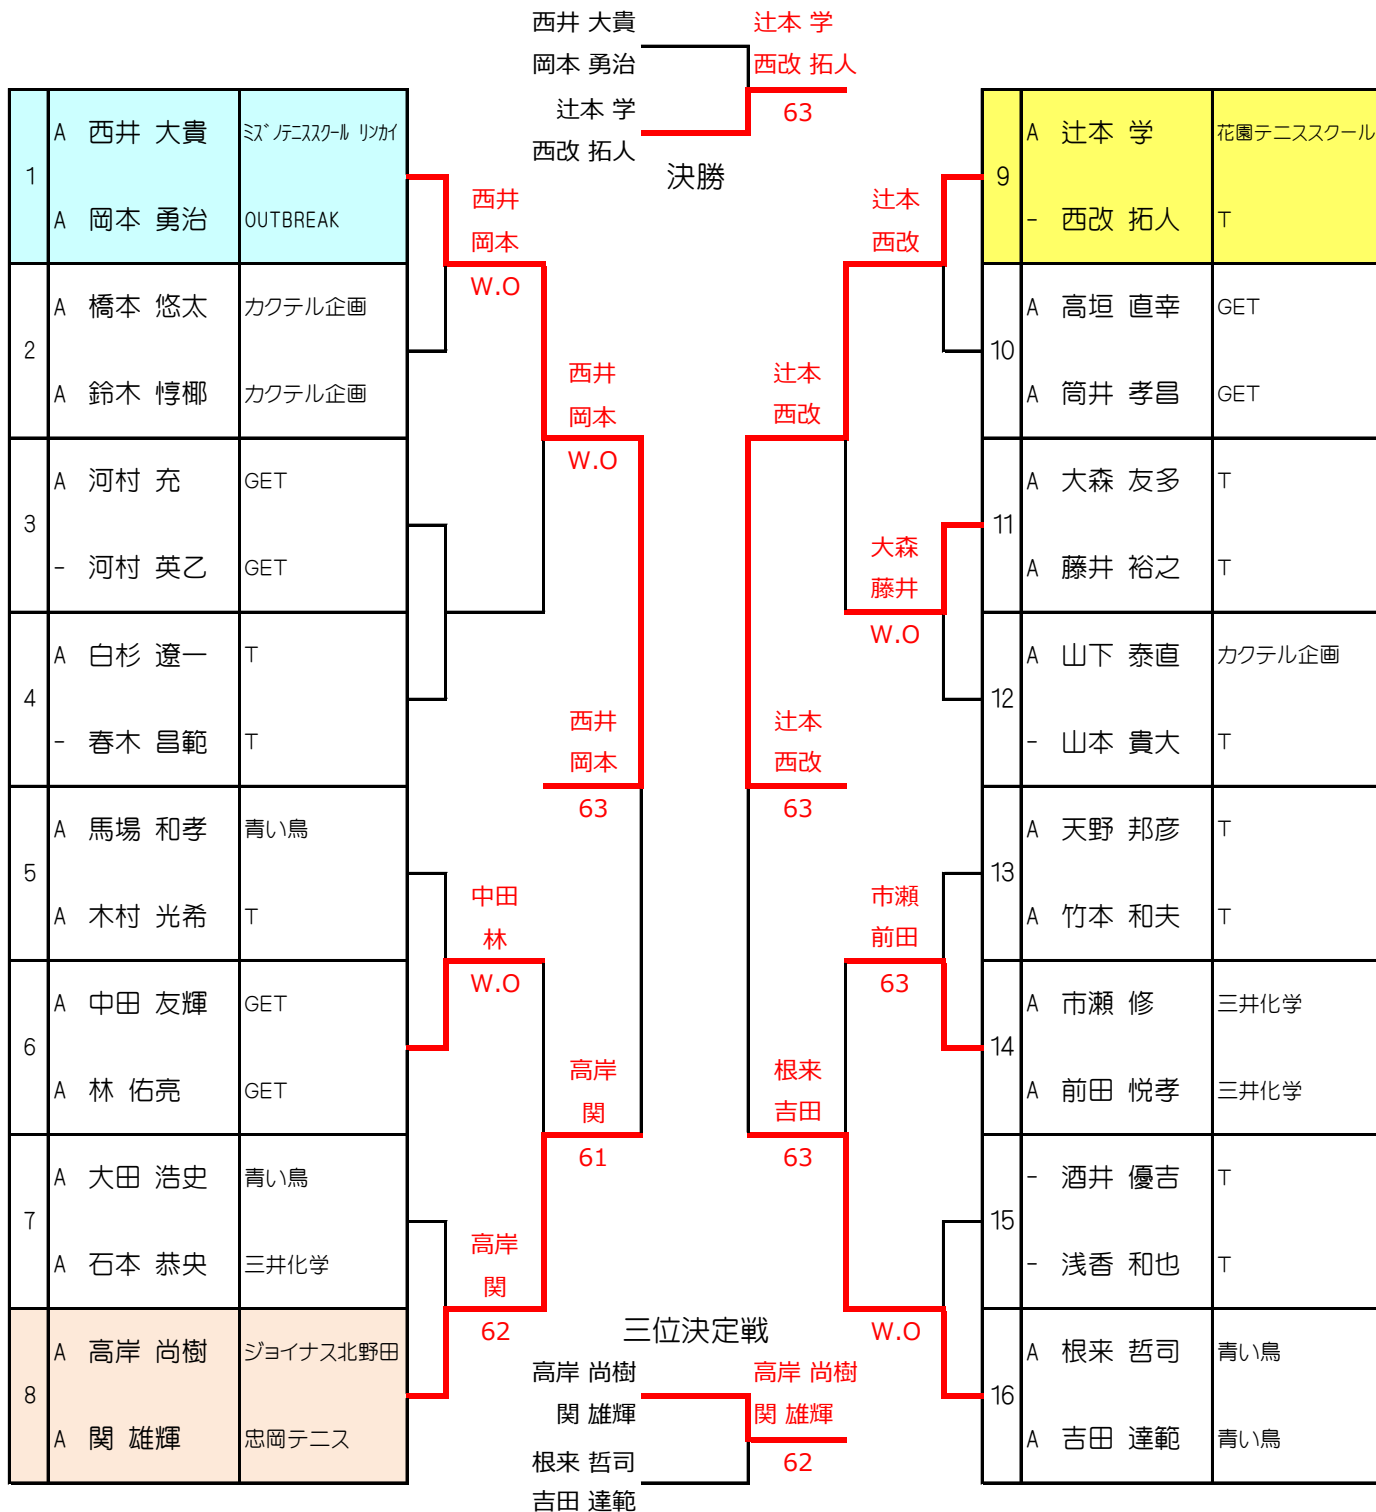 西井 大貴
岡本 勇治
辻本 学
西改 拓人
辻本 学
西改 拓人
63
決勝
1
A 西井 大貴 ミズノテニススクール リンカイ
A 岡本 勇治 OUTBREAK
2
A 橋本 悠太 カクテル企画
A 鈴木 惇椰 カクテル企画
3
A 河村 充 GET
- 河村 英乙 GET
4
A 白杉 遼一 T
- 春木 昌範 T
5
A 馬場 和孝 青い鳥
A 木村 光希 T
6
A 中田 友輝 GET
A 林 佑亮 GET
7
A 大田 浩史 青い鳥
A 石本 恭央 三井化学
8
A 高岸 尚樹 ジョイナス北野田
A 関 雄輝 忠岡テニス
西井
岡本
W.O
中田
林
W.O
高岸
関
62
西井
岡本
W.O
高岸
関
61
西井
岡本
63
辻本
西改
63
辻本
西改
根来
吉田
63
辻本
西改
大森
藤井
W.O
市瀬
前田
63
W.O
9
A 辻本 学 花園テニススクール
- 西改 拓人 T
10
A 高垣 直幸 GET
A 筒井 孝昌 GET
11
A 大森 友多 T
A 藤井 裕之 T
12
A 山下 泰直 カクテル企画
- 山本 貴大 T
13
A 天野 邦彦 T
A 竹本 和夫 T
14
A 市瀬 修 三井化学
A 前田 悦孝 三井化学
15
- 酒井 優吉 T
- 浅香 和也 T
16
A 根来 哲司 青い鳥
A 吉田 達範 青い鳥
三位決定戦
高岸 尚樹
関 雄輝
根来 哲司
吉田 達範
高岸 尚樹
関 雄輝
62